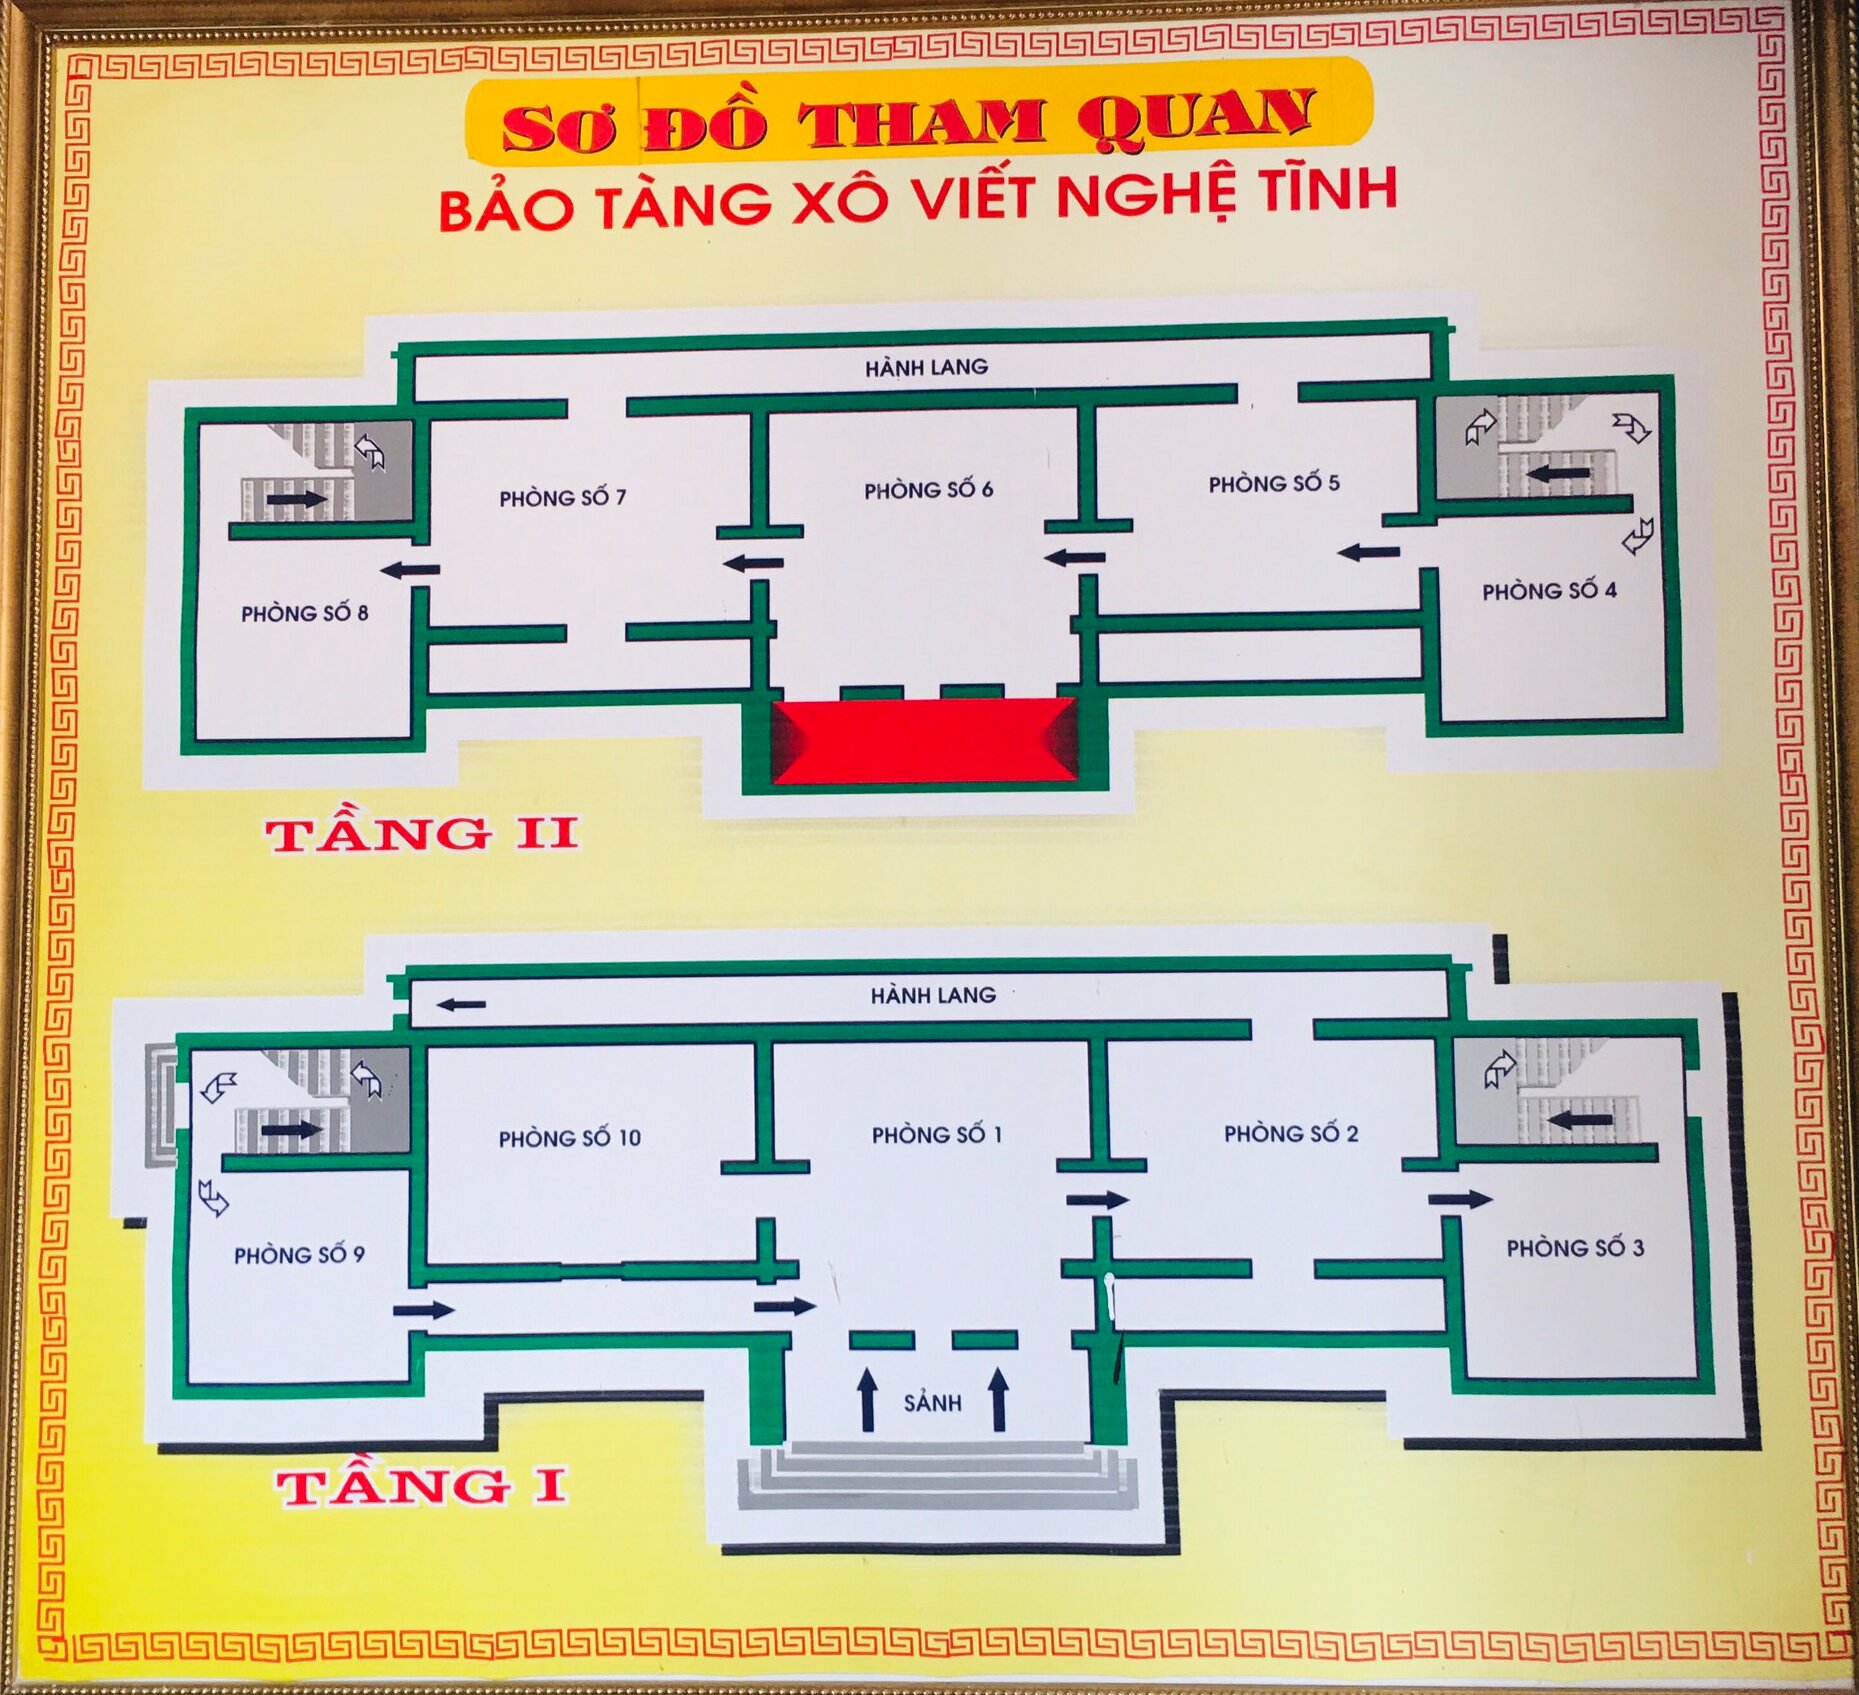 SƠ ĐỒ THAM QUAN
BẢO TÀNG XÔ VIẾT NGHỆ TĨNH
HÀNH LANG
PHÒNG SỐ 7
PHÒNG SỐ 6
PHÒNG SỐ 5
PHÒNG SỐ 8
PHÒNG SỐ 4
TẦNG II
HÀNH LANG
PHÒNG SỐ 10
PHÒNG SỐ 1
PHÒNG SỐ 2
PHÒNG SỐ 9
PHÒNG SỐ 3
SẢNH
TẦNG I